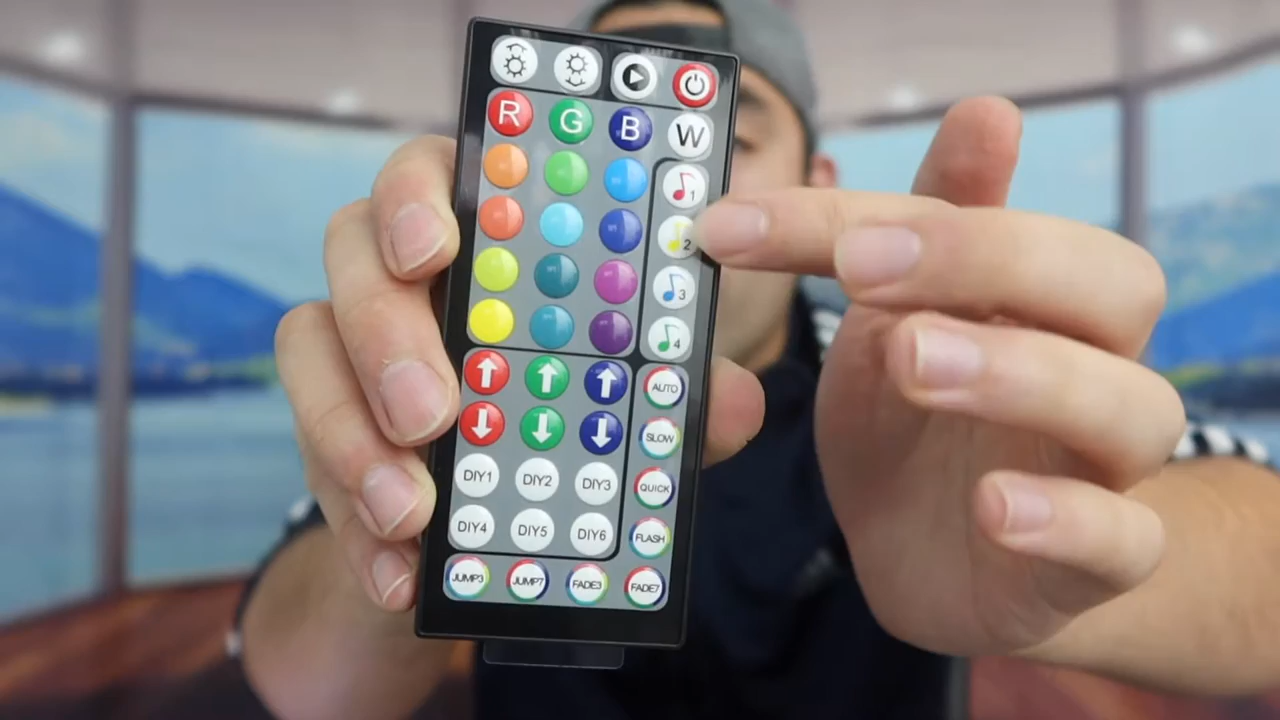 R G B W
1
2
3
4
AUTO
SLOW
DIY1 DIY2 DIY3 QUICK
DIY4 DIY5 DIY6 FLASH
JUMP3 JUMP7 FADE3 FADE7